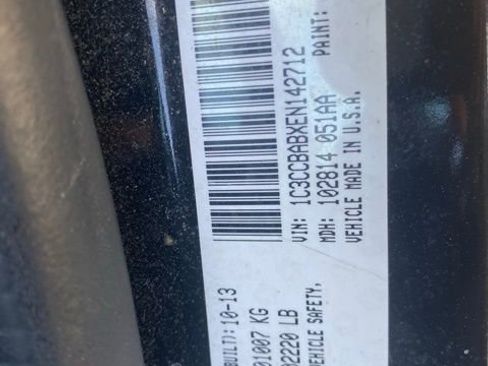 (BUILT): 10-13
01007 KG
02220 LB
VEHICLE SAFETY,
VIN: 1C3CCBABXEN142712
MDH: 102814 051AA PAINT:
VEHICLE MADE IN U.S.A.